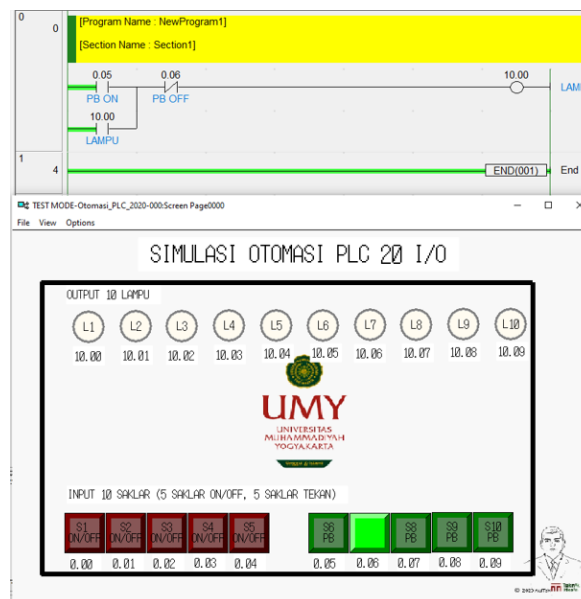 0
0
[Program Name : NewProgram1]
[Section Name : Section1]
0.05 0.06 10.00
PB ON PB OFF LAM
10.00
LAMPU
1
4
END(001) End
TEST MODE-Otomasi_PLC_2020-000:Screen Page0000
File View Options
SIMULASI OTOMASI PLC 20 I/O
OUTPUT 10 LAMPU
L1 L2 L3 L4 L5 L6 L7 L8 L9 L10
10.00 10.01 10.02 10.03 10.04 10.05 10.06 10.07 10.08 10.09
UMY
UNIVERSITAS
MUHAMMADIYAH
YOGYAKARTA
INPUT 10 SAKLAR (5 SAKLAR ON/OFF, 5 SAKLAR TEKAN)
S1 S2 S3 S4 S5 S6 S8 S9 S10
ON/OFF ON/OFF ON/OFF ON/OFF ON/OFF PB PB PB PB
0.00 0.01 0.02 0.03 0.04 0.05 0.06 0.07 0.08 0.09